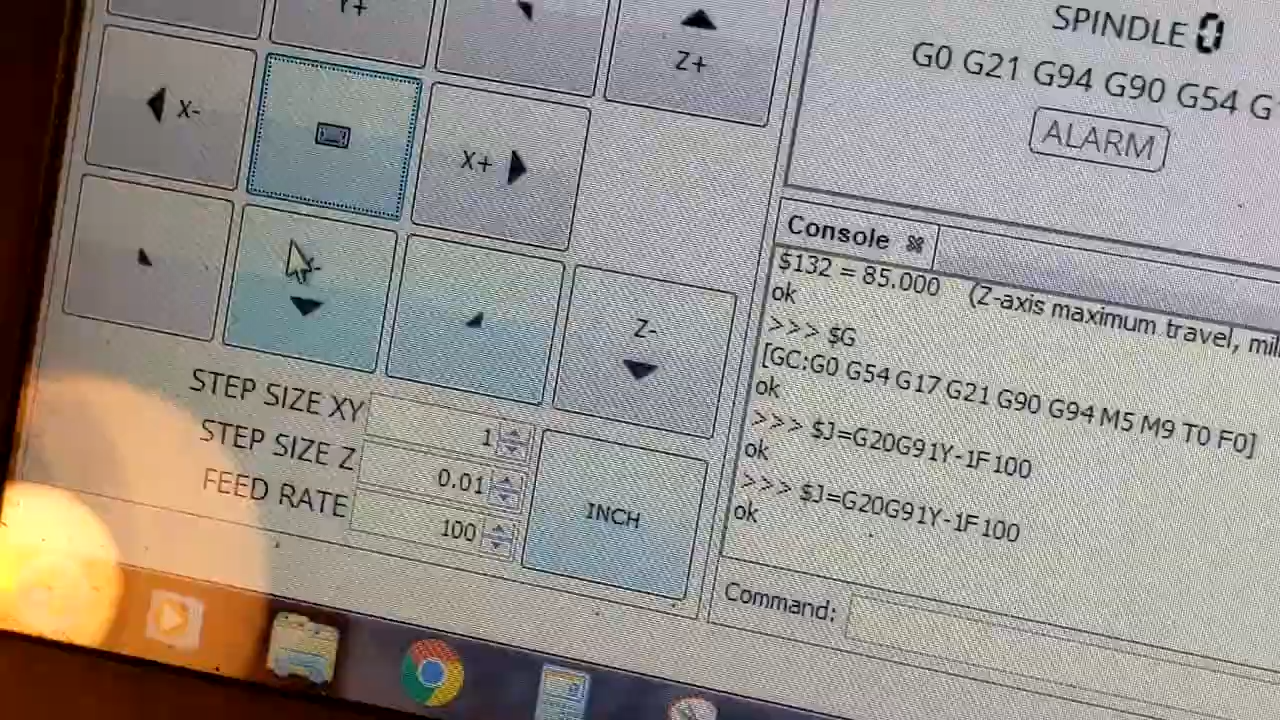 Y+
Z+
X-
X+
Z-
STEP SIZE XY 1
STEP SIZE Z 0.01
FEED RATE 100
INCH
SPINDLE 0
G0 G21 G94 G90 G54 G
ALARM
Console
$132 = 85.000 (Z-axis maximum travel, mil
ok
>>> $G
[GC:G0 G54 G17 G21 G90 G94 M5 M9 T0 F0]
ok
>>> $J=G20G91Y-1F100
ok
>>> $J=G20G91Y-1F100
ok
Command: